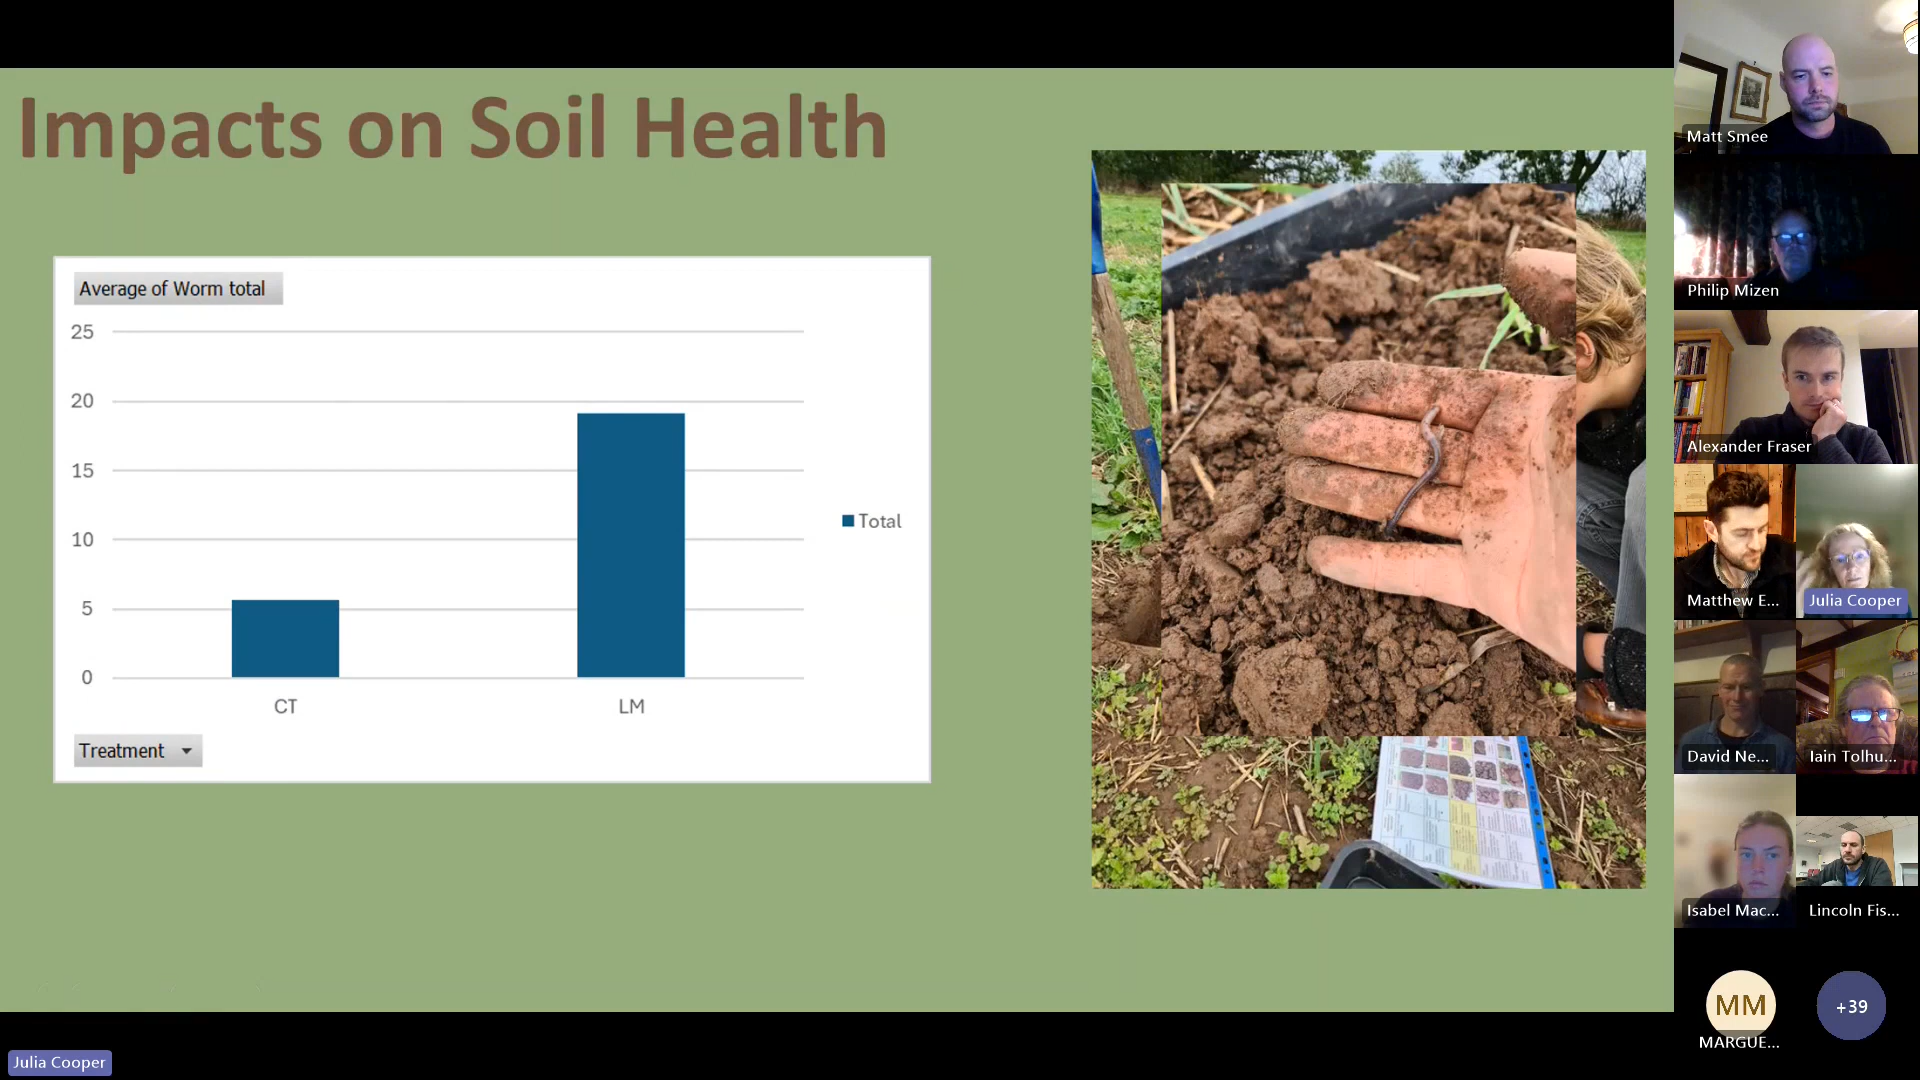 Impacts on Soil Health
Average of Worm total
25
20
15
10
5
0
CT
LM
Total
Treatment
Matt Smee
Philip Mizen
Alexander Fraser
Matthew E...
Julia Cooper
David Ne...
Iain Tolhu...
Isabel Mac...
Lincoln Fis...
MM
MARGUE...
+39
Julia Cooper